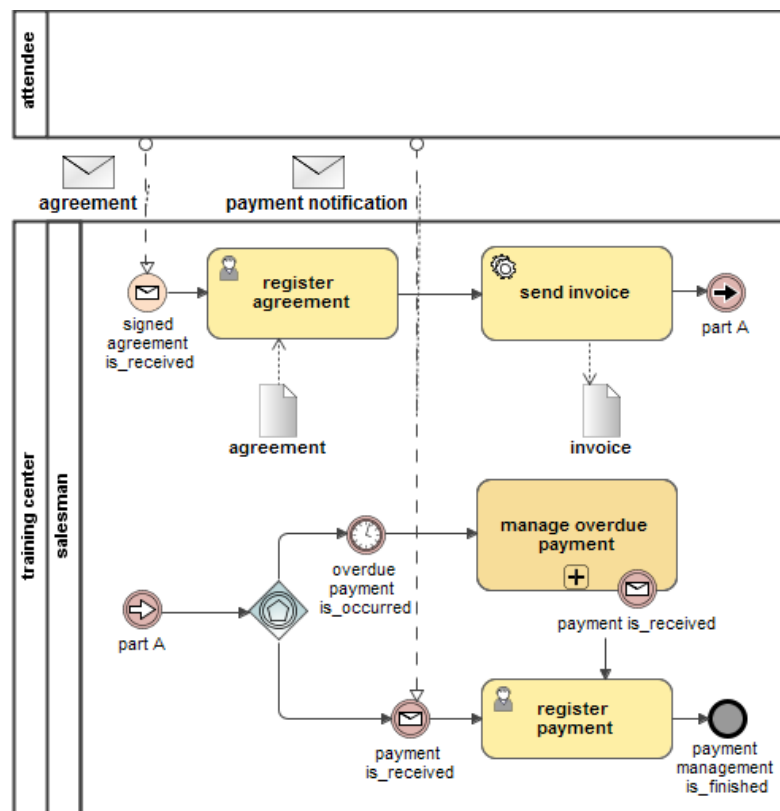 attendee
agreement
payment notification
training center
salesman
signed
agreement
is_received
register
agreement
send invoice
part A
agreement
invoice
overdue
payment
is_occurred
manage overdue
payment
payment is_received
part A
payment
is_received
register
payment
payment
management
is_finished